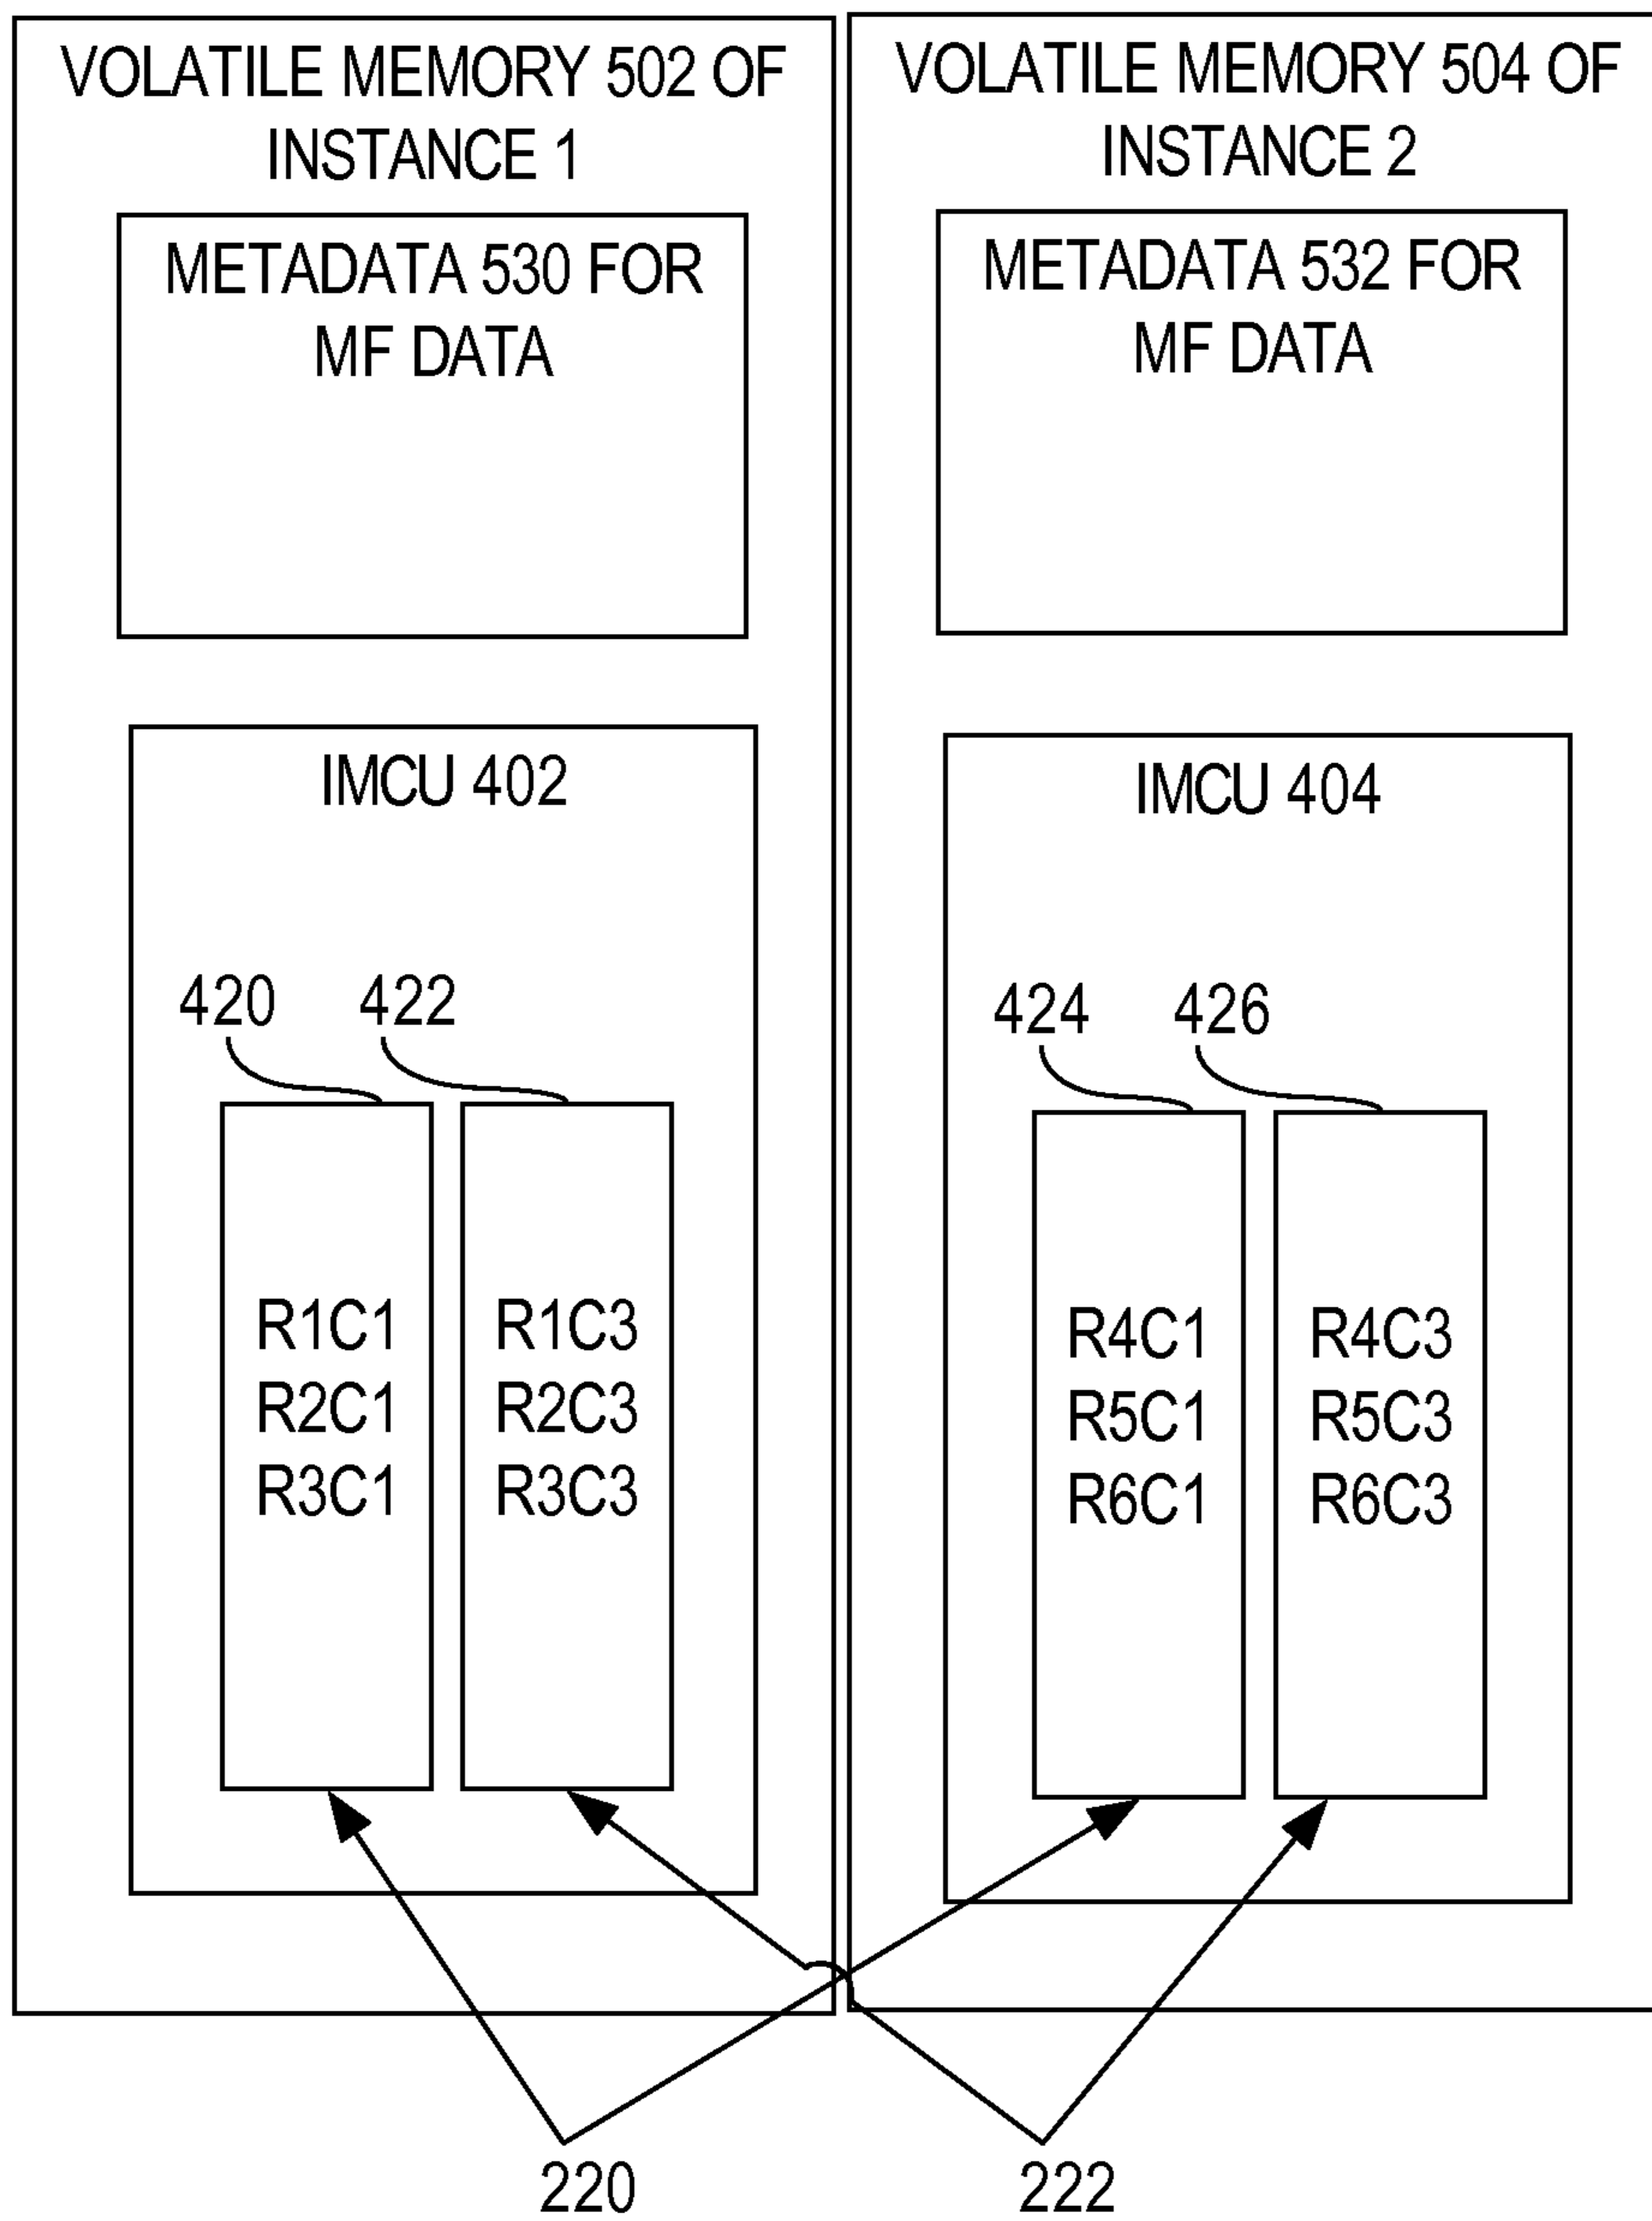 VOLATILE MEMORY 502 OF
INSTANCE 1
METADATA 530 FOR
MF DATA
IMCU 402
420
422
R1C1
R2C1
R3C1
R1C3
R2C3
R3C3
VOLATILE MEMORY 504 OF
INSTANCE 2
METADATA 532 FOR
MF DATA
IMCU 404
424
426
R4C1
R5C1
R6C1
R4C3
R5C3
R6C3
220
222